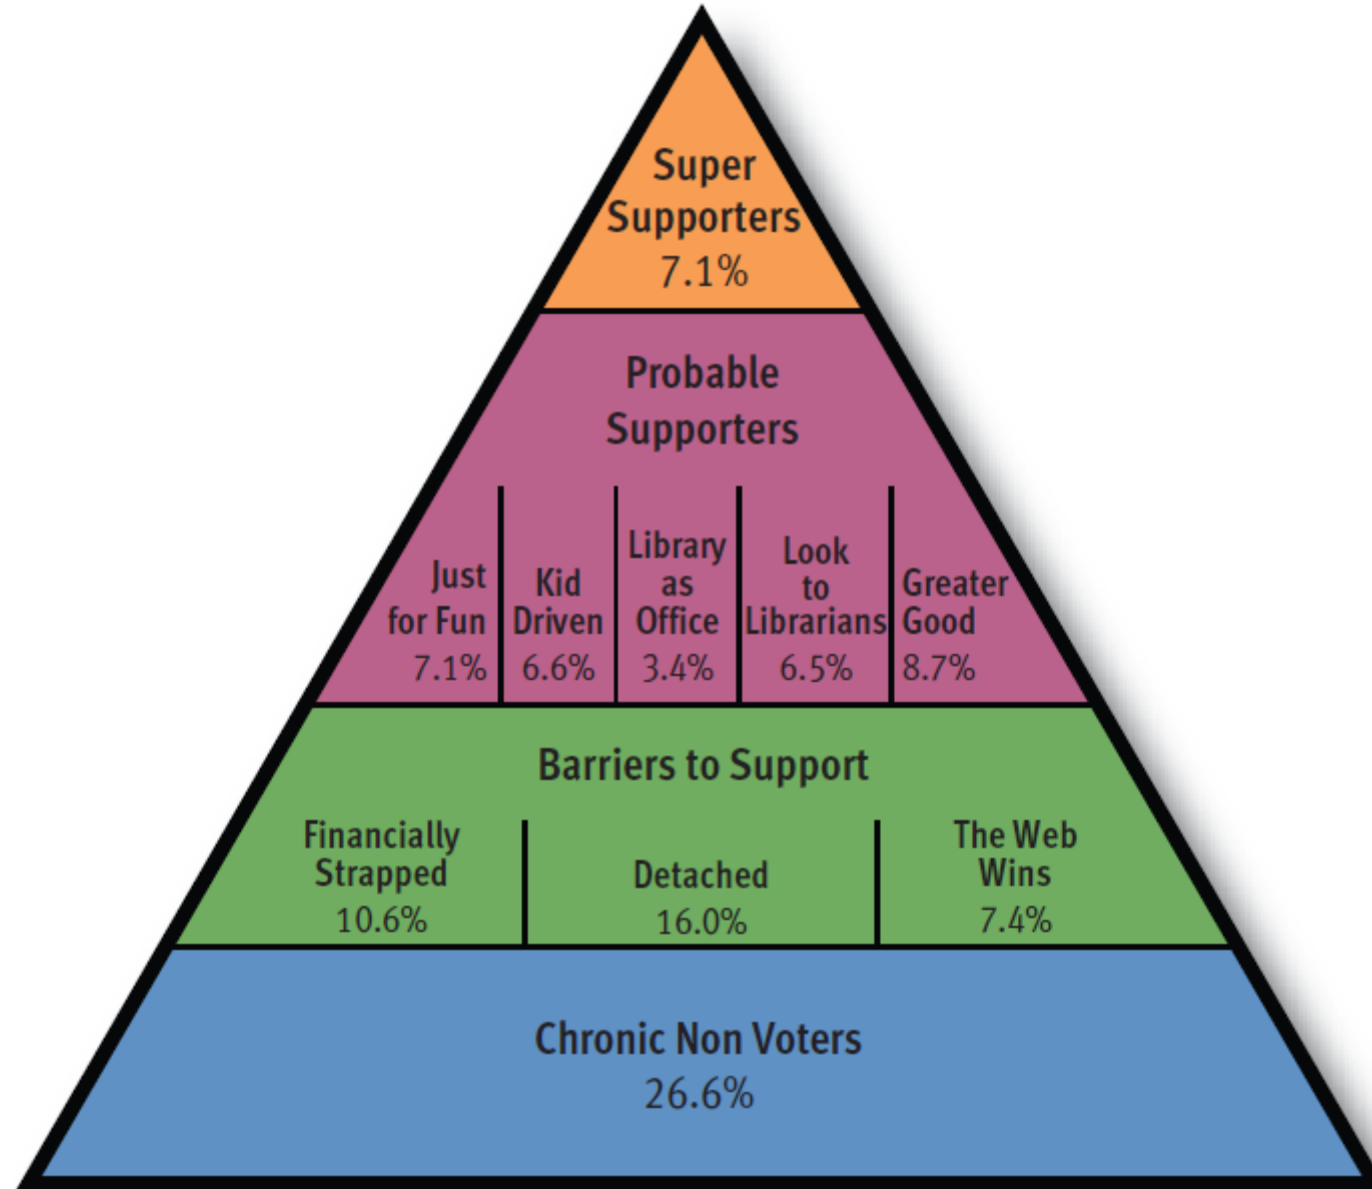 Super
Supporters
7.1%
Probable
Supporters
Just
for Fun
7.1%
Kid
Driven
6.6%
Library
as
Office
3.4%
Look
to
Librarians
6.5%
Greater
Good
8.7%
Barriers to Support
Financially
Strapped
10.6%
Detached
16.0%
The Web
Wins
7.4%
Chronic Non Voters
26.6%